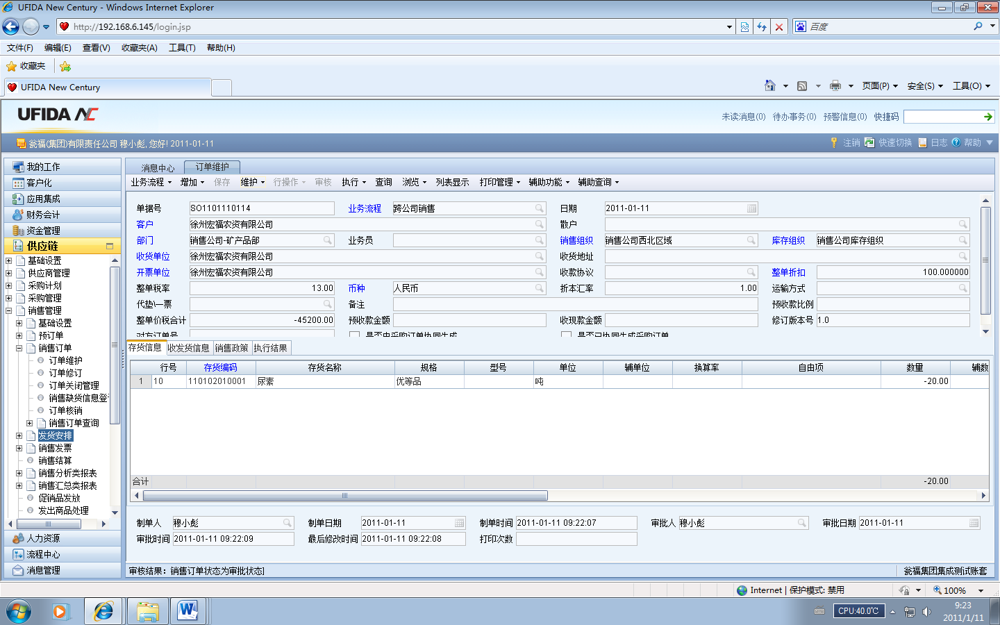 UFIDA New Century - Windows Internet Explorer
http://192.168.6.145/login.jsp
百度
文件(F) 编辑(E) 查看(V) 收藏夹(A) 工具(T) 帮助(H)
收藏夹
UFIDA New Century
页面(P) 安全(S) 工具(O)
UFIDA NC
未读消息(0) 待办事务(0) 预警信息(0) 快捷码
瓮福(集团)有限责任公司 穆小彪, 您好! 2011-01-11
注销 快速切换 日志 帮助
我的工作
客户化
应用集成
财务会计
资金管理
供应链
基础设置
供应商管理
采购计划
采购管理
销售管理
基础设置
预订单
销售订单
订单维护
订单修订
订单关闭管理
销售缺货信息登
订单核销
销售订单查询
发货安排
销售发票
销售结算
销售分析类报表
销售汇总类报表
促销品发放
发出商品处理
人力资源
流程中心
消息管理
消息中心 订单维护
业务流程 增加 保存 维护 行操作 审核 执行 查询 浏览 列表显示 打印管理 辅助功能 辅助查询
单据号 SO1101110114 业务流程 跨公司销售 日期 2011-01-11
客户 徐州宏福农资有限公司 散户
部门 销售公司-矿产品部 业务员 销售组织 销售公司西北区域 库存组织 销售公司库存组织
收货单位 徐州宏福农资有限公司 收货地址
开票单位 徐州宏福农资有限公司 收款协议 整单折扣 100.000000
整单税率 13.00 币种 人民币 折本汇率 1.00 运输方式
代垫\一票 备注 预收款比例
整单价税合计 -45200.00 预收款金额 收现款金额 修订版本号 1.0
对方订单号 是否由采购订单协同生成 是否已协同生成采购订单
存货信息 收发货信息 销售政策 执行结果
行号 存货编码 存货名称 规格 型号 单位 辅单位 换算率 自由项 数量 辅数
1 10 110102010001 尿素 优等品 吨 -20.00
合计 -20.00
制单人 穆小彪 制单日期 2011-01-11 制单时间 2011-01-11 09:22:07 审批人 穆小彪 审批日期 2011-01-11
审批时间 2011-01-11 09:22:09 最后修改时间 2011-01-11 09:22:08 打印次数
审核结果：销售订单状态为审批状态] 瓮福集团集成测试账套
Internet | 保护模式: 禁用 100%
CPU:40.0℃ 9:23
2011/1/11